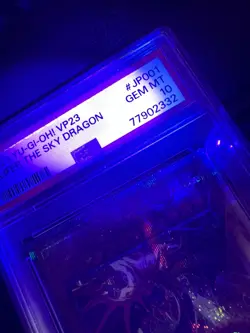 YU-GI-OH! VP23 #JP001
THE SKY DRAGON GEM MT
10
77902332